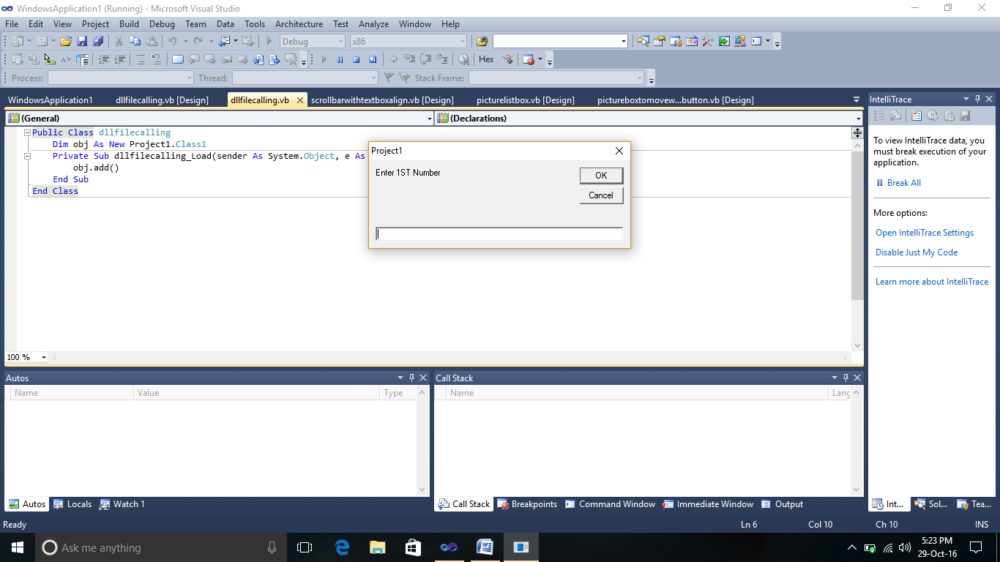 WindowsApplication1 (Running) - Microsoft Visual Studio
File Edit View Project Build Debug Team Data Tools Architecture Test Analyze Window Help
Debug x86
Hex
Process: Thread: Stack Frame:
WindowsApplication1 dllfilecalling.vb [Design] dllfilecalling.vb scrollbarwithtextboxalign.vb [Design] picturelistbox.vb [Design] pictureboxtomovew...button.vb [Design]
(General) (Declarations)
Public Class dllfilecalling
Dim obj As New Project1.Class1
Private Sub dllfilecalling_Load(sender As System.Object, e As
obj.add()
End Sub
End Class
Project1
Enter 1ST Number
OK
Cancel
IntelliTrace
To view IntelliTrace data, you
must break execution of your
application.
Break All
More options:
Open IntelliTrace Settings
Disable Just My Code
Learn more about IntelliTrace
100 %
Autos
Name Value Type
Call Stack
Name Lang
Autos Locals Watch 1
Call Stack Breakpoints Command Window Immediate Window Output
Int... Sol... Tea...
Ready Ln 6 Col 10 Ch 10 INS
Ask me anything
5:23 PM
29-Oct-16